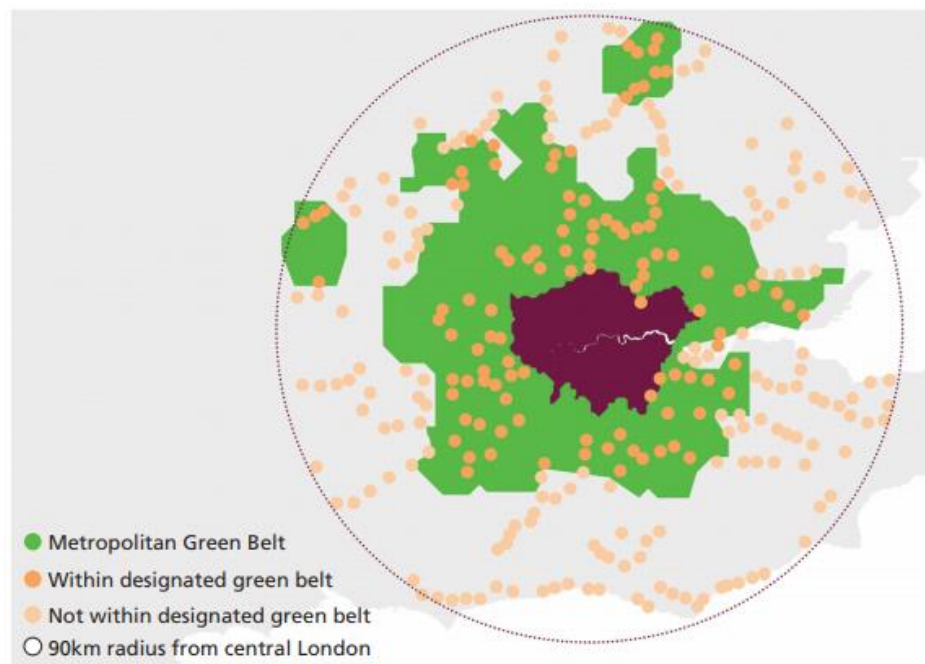 Metropolitan Green Belt
Within designated green belt
Not within designated green belt
90km radius from central London